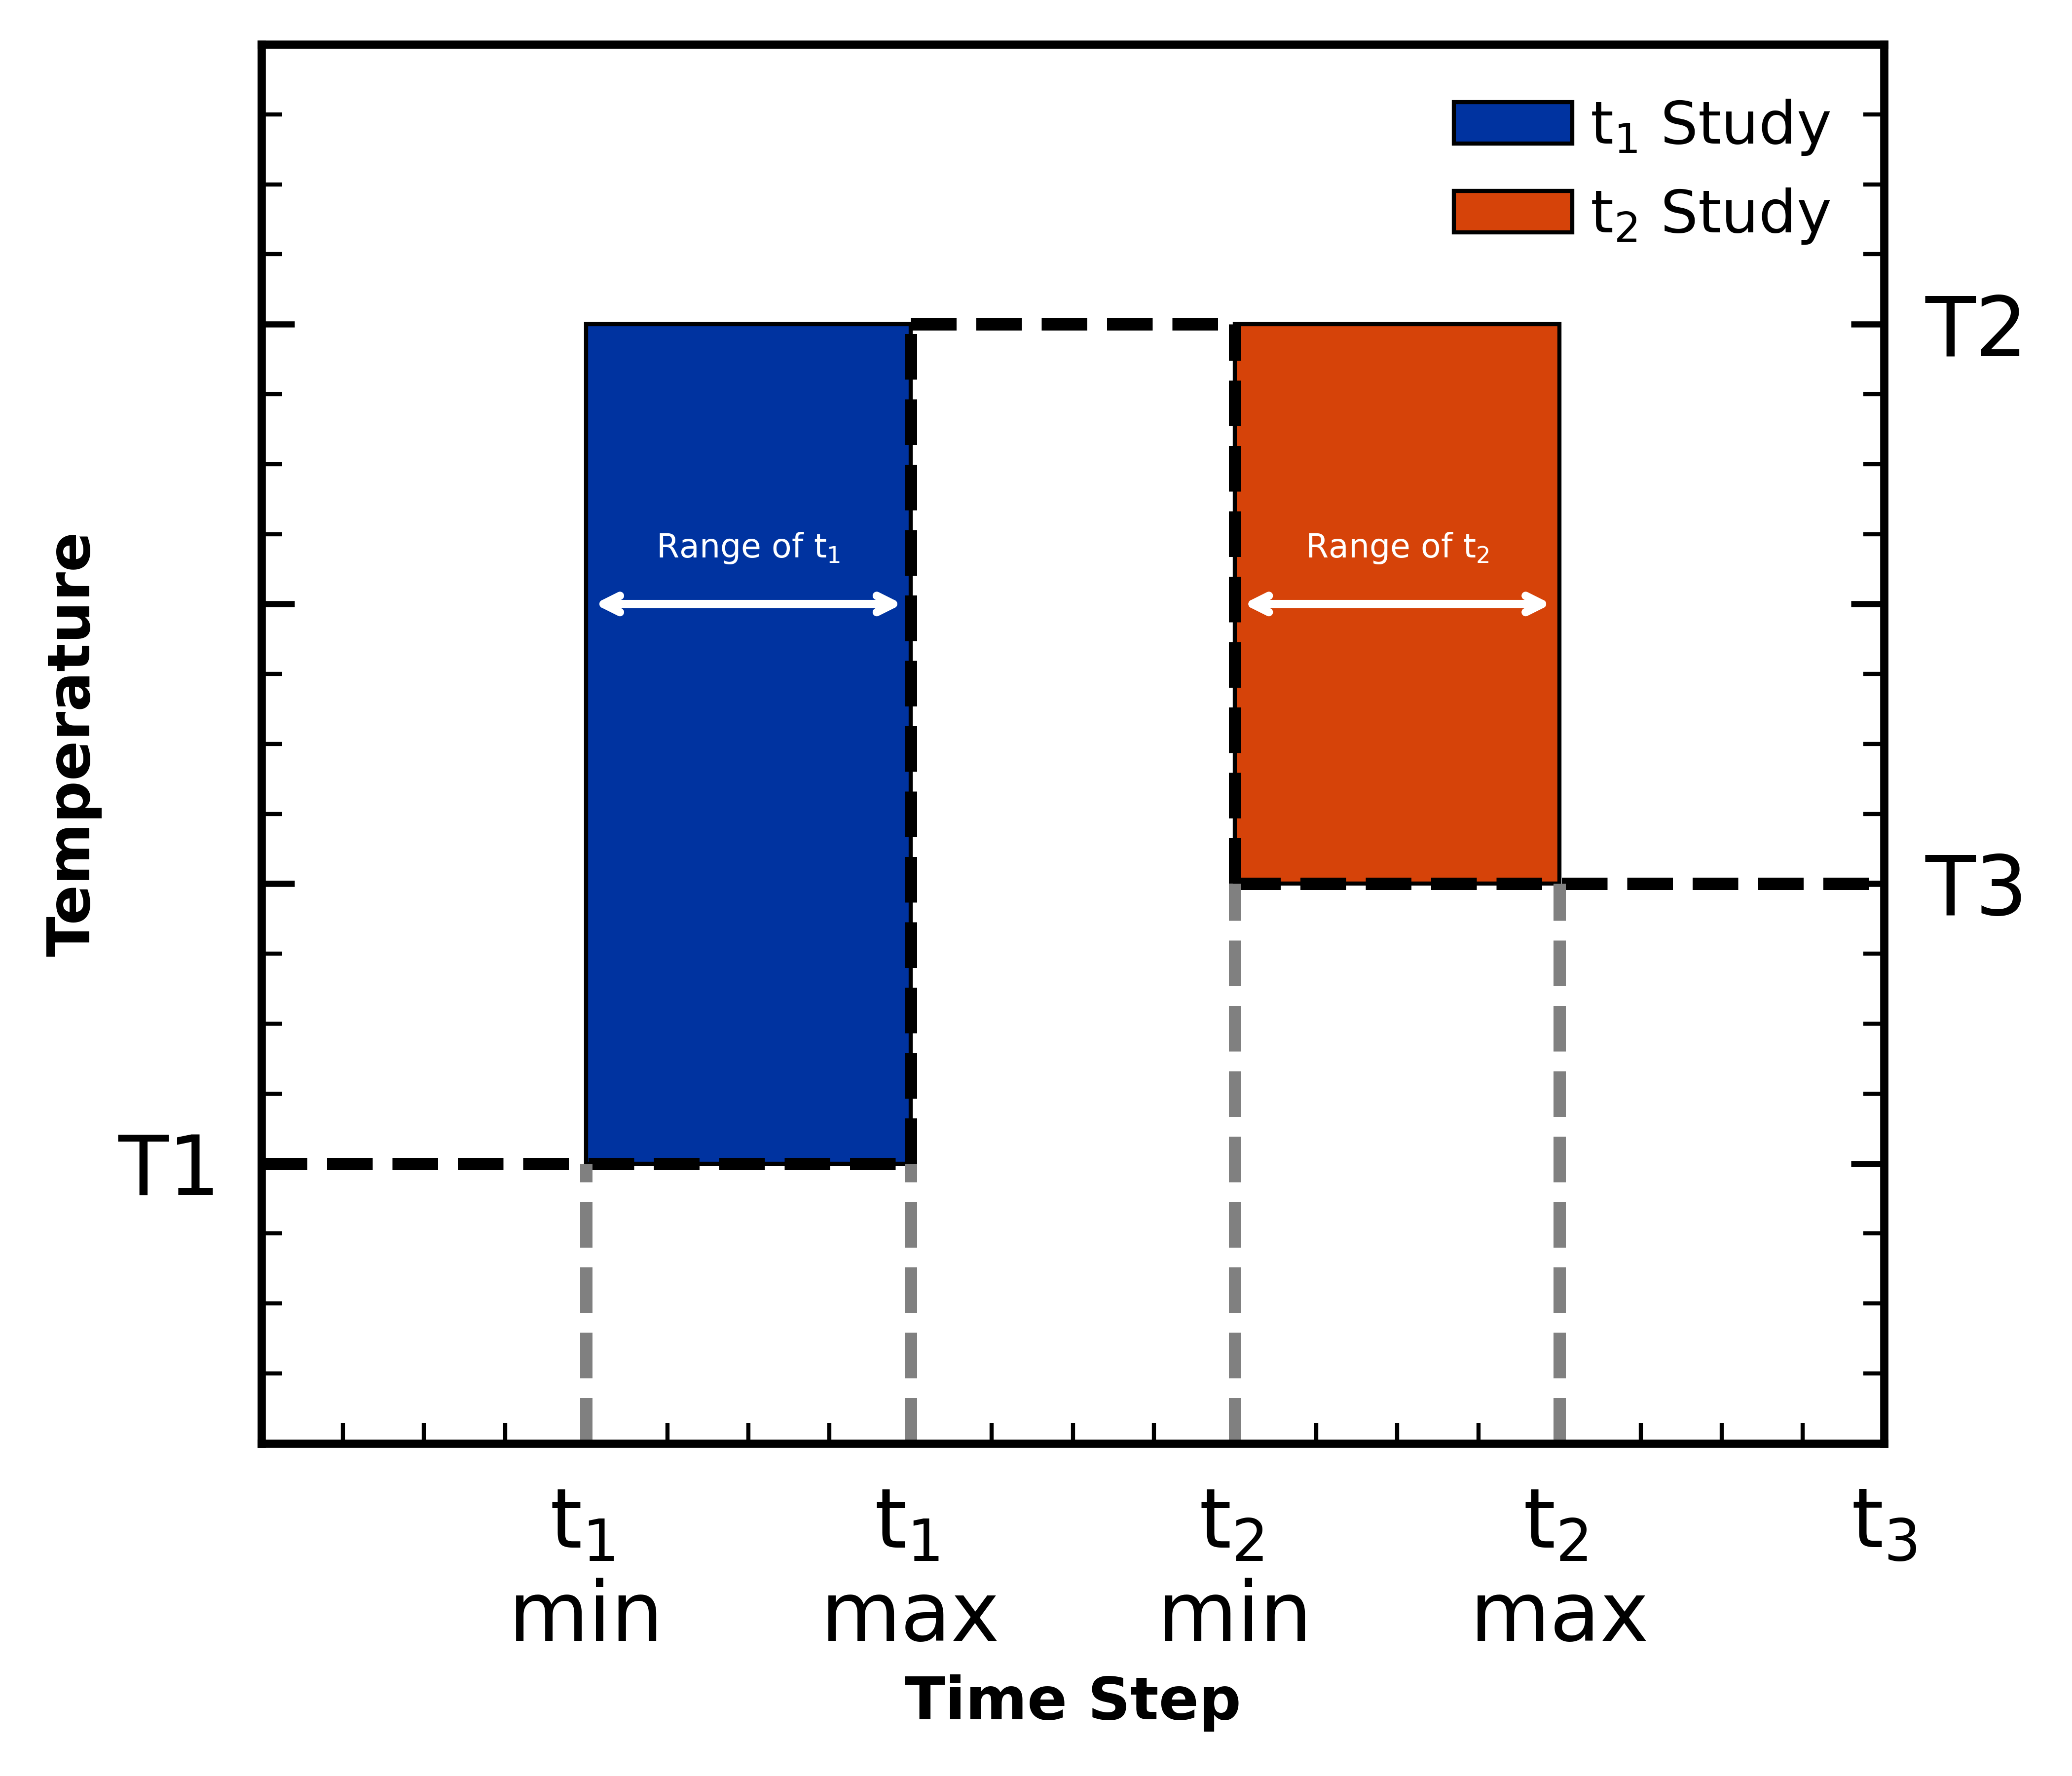 t₁ Study
t₂ Study
T2
Range of t₁
Range of t₂
Temperature
T3
T1
t₁ min
t₁ max
t₂ min
t₂ max
t₃
Time Step